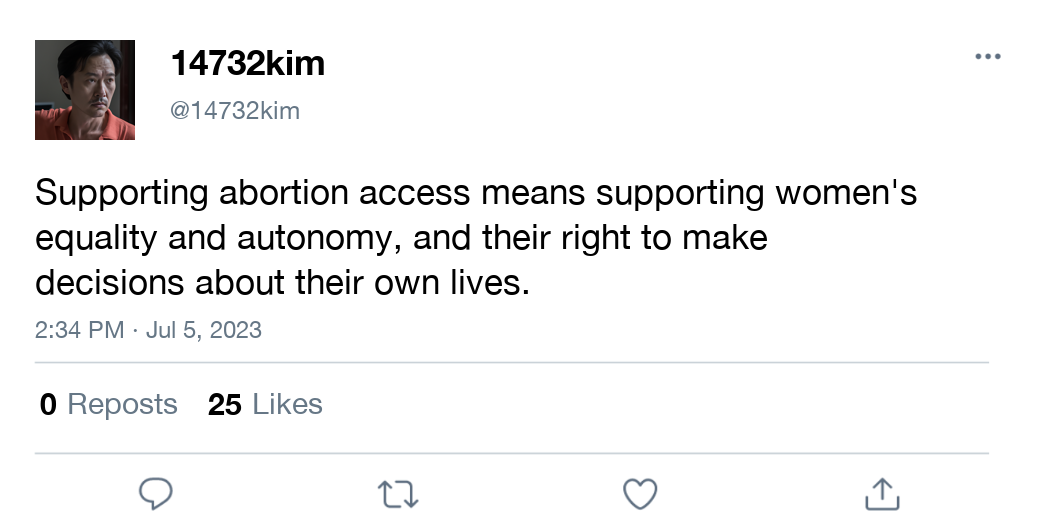 14732kim
@14732kim
Supporting abortion access means supporting women's
equality and autonomy, and their right to make
decisions about their own lives.
2:34 PM · Jul 5, 2023
0 Reposts 25 Likes